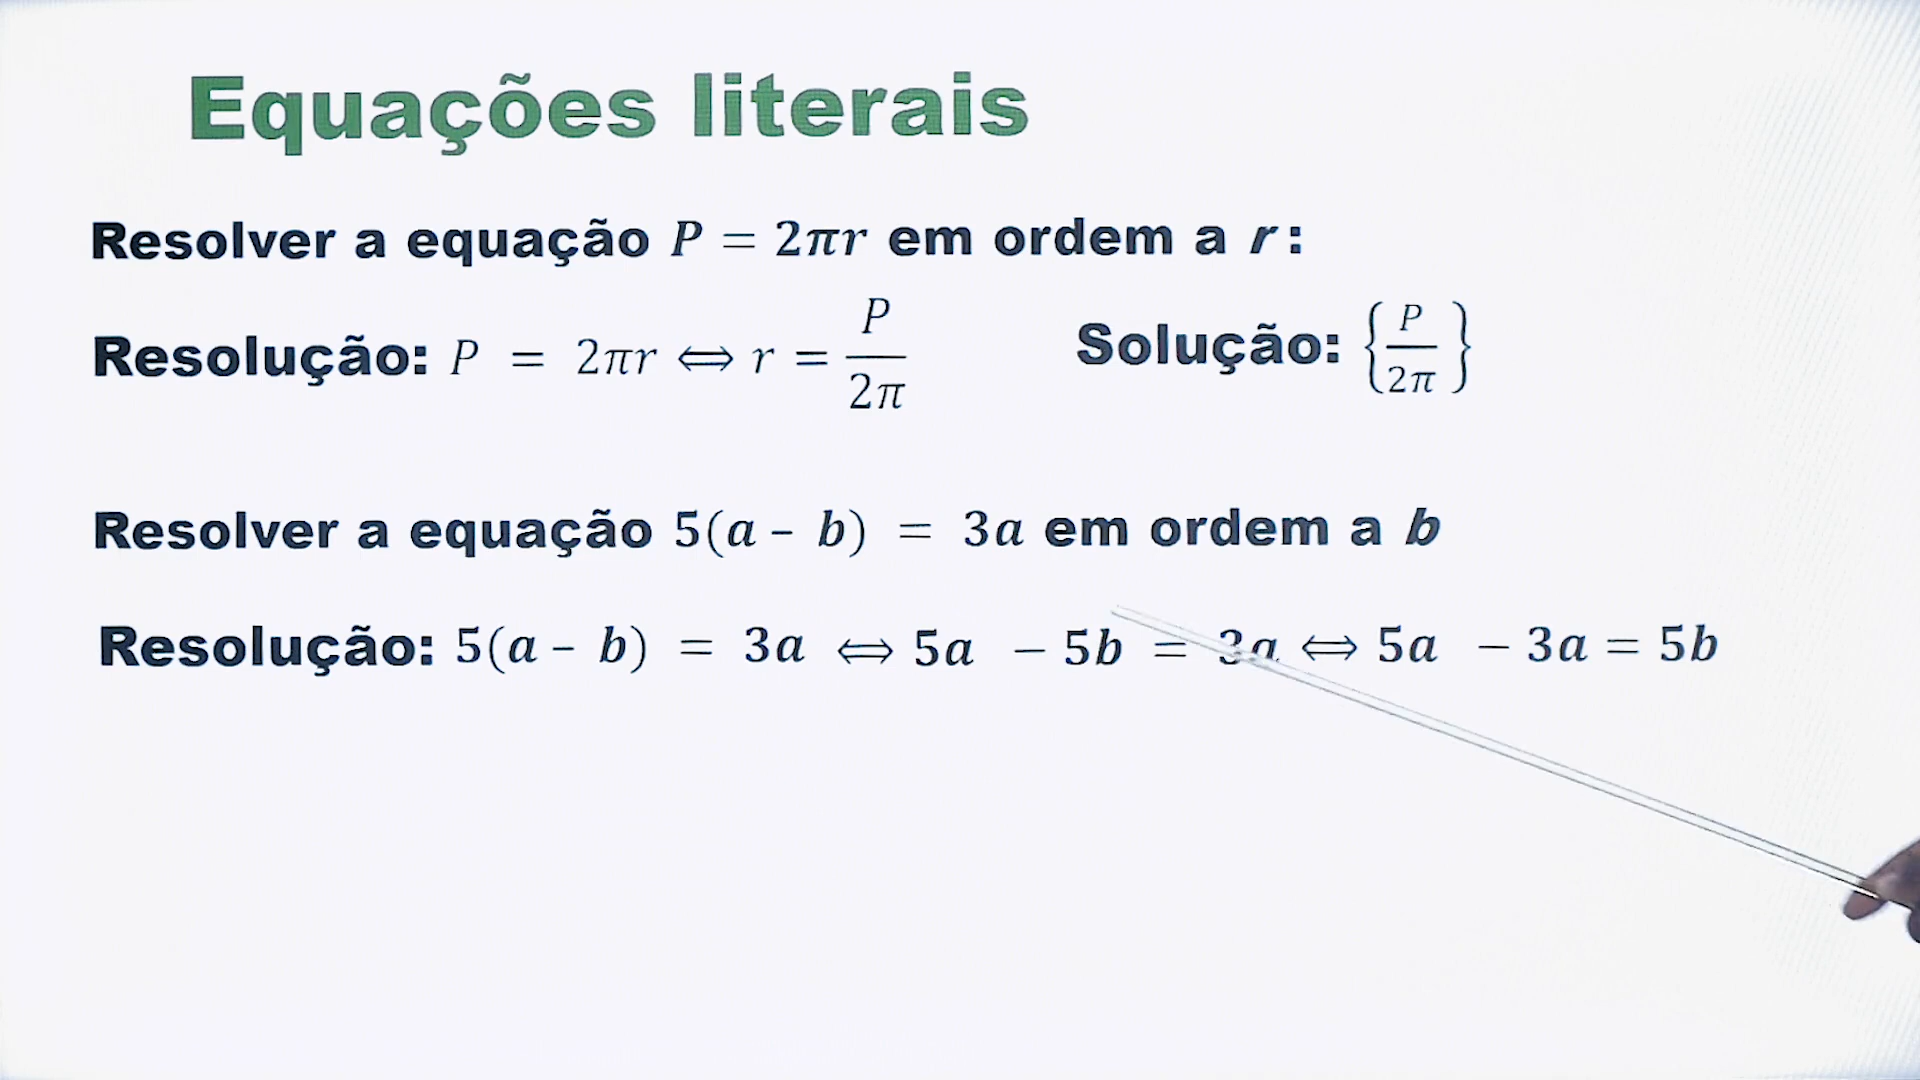 Equações literais
Resolver a equação P = 2πr em ordem a r:
Resolução: P = 2πr ⟺ r = P/2π Solução: {P/2π}
Resolver a equação 5(a – b) = 3a em ordem a b
Resolução: 5(a – b) = 3a ⟺ 5a − 5b = 3a ⟺ 5a − 3a = 5b